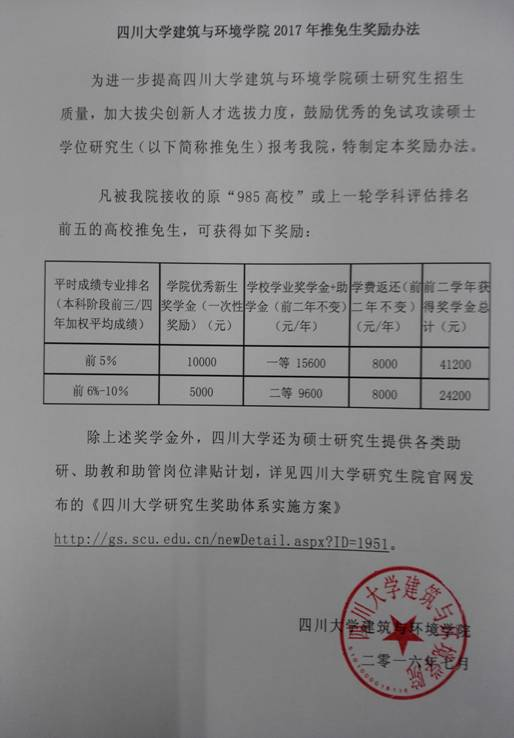 四川大学建筑与环境学院2017年推免生奖励办法
为进一步提高四川大学建筑与环境学院硕士研究生招生
质量，加大拔尖创新人才选拔力度，鼓励优秀的免试攻读硕士
学位研究生（以下简称推免生）报考我院，特制定本奖励办法。
凡被我院接收的原“985高校”或上一轮学科评估排名
前五的高校推免生，可获得如下奖励：
平时成绩专业排名
（本科阶段前三/四
年加权平均成绩）
学院优秀新生
奖学金（一次性
奖励）（元）
学校学业奖学金+助
学金（前二年不变）
（元/年）
学费返还（前
二年不变）
（元/年）
前二学年获
得奖学金总
计（元）
前5% 10000 一等 15600 8000 41200
前6%-10% 5000 二等 9600 8000 24200
除上述奖学金外，四川大学还为硕士研究生提供各类助
研、助教和助管岗位津贴计划，详见四川大学研究生院官网发
布的《四川大学研究生奖助体系实施方案》
http://gs.scu.edu.cn/newDetail.aspx?ID=1951。
四川大学建筑与环境学院
二零一六年七月
四川大学建筑与环境学院